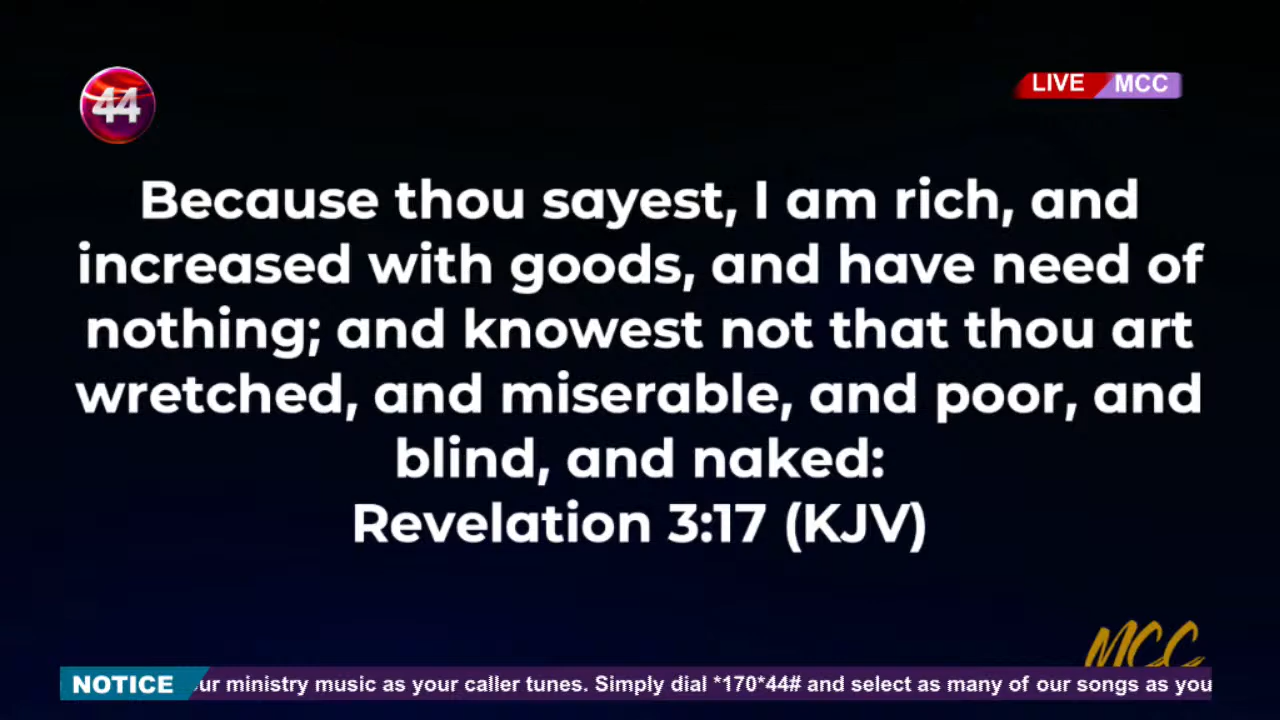 44
LIVE MCC
Because thou sayest, I am rich, and
increased with goods, and have need of
nothing; and knowest not that thou art
wretched, and miserable, and poor, and
blind, and naked:
Revelation 3:17 (KJV)
MCC
NOTICE ur ministry music as your caller tunes. Simply dial *170*44# and select as many of our songs as you